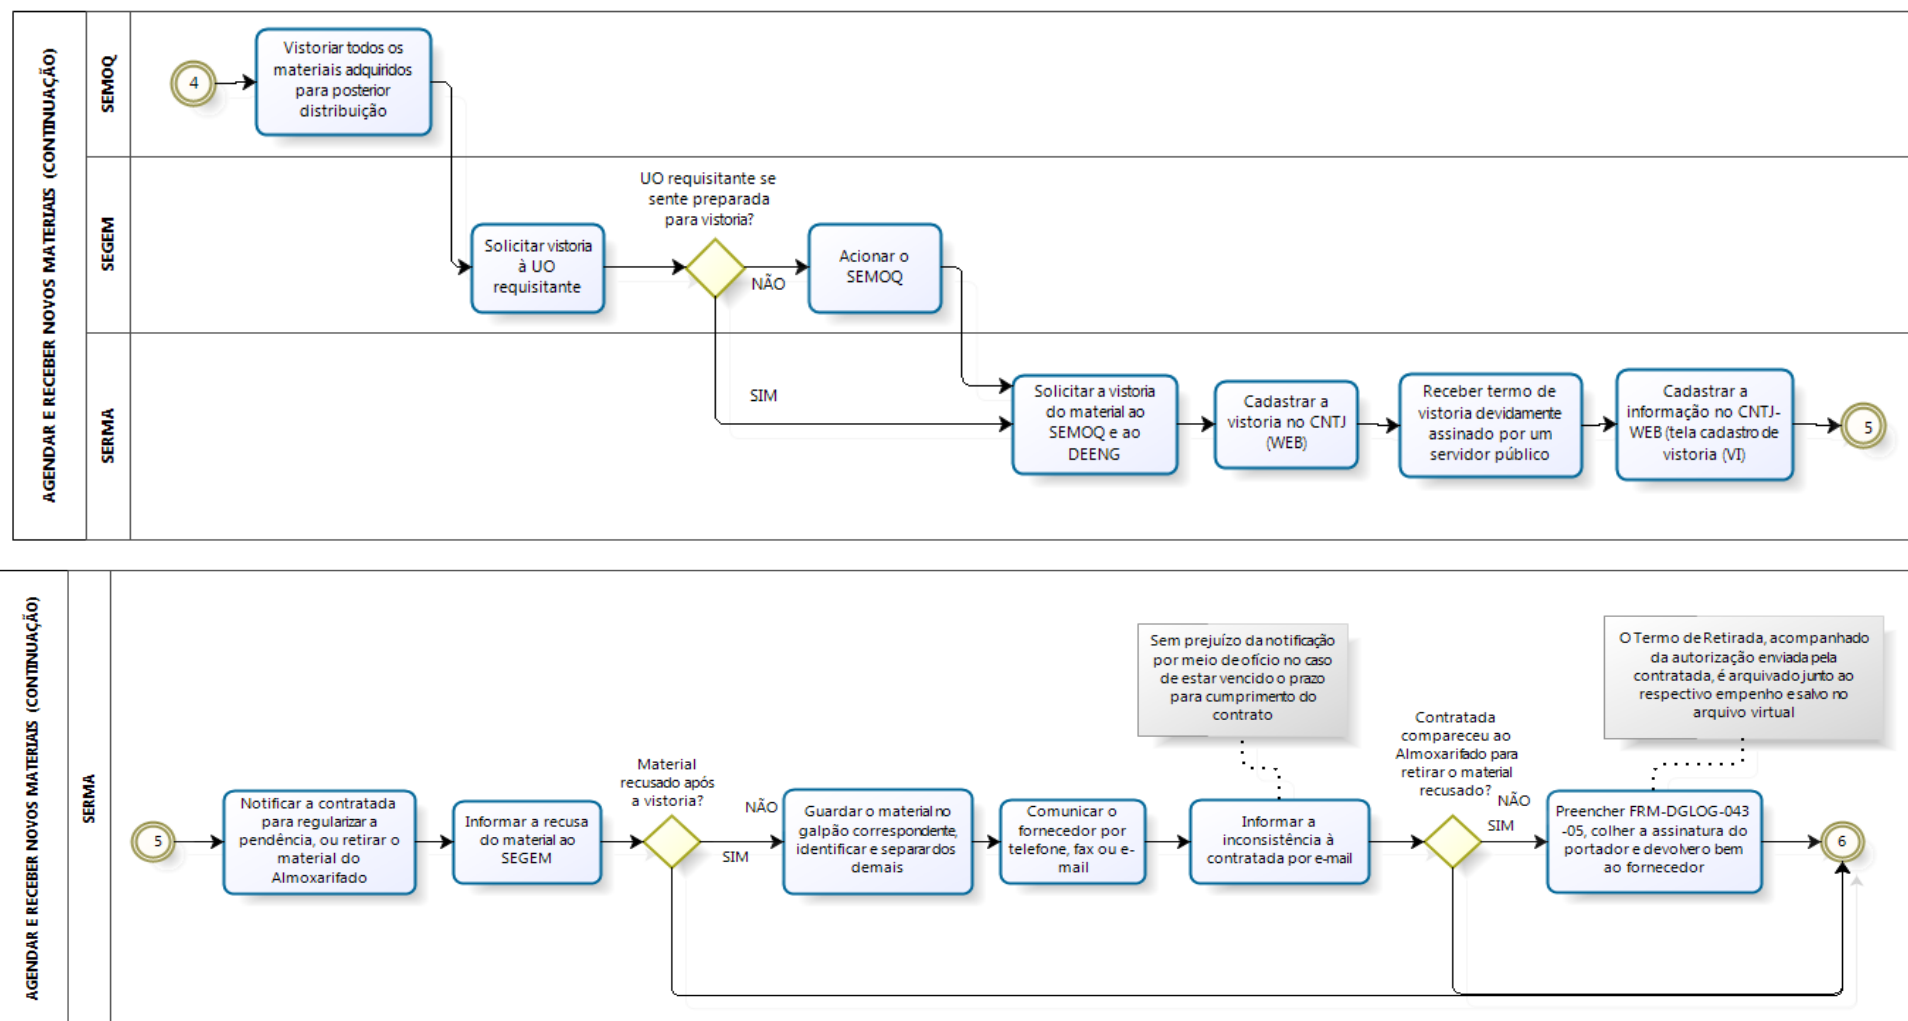 AGENDAR E RECEBER NOVOS MATERIAIS (CONTINUAÇÃO)
SEMOQ
4
Vistoriar todos os
materiais adquiridos
para posterior
distribuição
SEGEM
Solicitar vistoria
à UO
requisitante
UO requisitante se
sente preparada
para vistoria?
NÃO
Acionar o
SEMOQ
SERMA
SIM
Solicitar a vistoria
do material ao
SEMOQ e ao
DEENG
Cadastrar a
vistoria no CNTJ
(WEB)
Receber termo de
vistoria devidamente
assinado por um
servidor público
Cadastrar a
informação no CNTJ-
WEB (tela cadastro de
vistoria (VI)
5
AGENDAR E RECEBER NOVOS MATERIAIS (CONTINUAÇÃO)
SERMA
5
Notificar a contratada
para regularizar a
pendência, ou retirar o
material do
Almoxarifado
Informar a recusa
do material ao
SEGEM
Material
recusado após
a vistoria?
NÃO
SIM
Guardar o material no
galpão correspondente,
identificar e separar dos
demais
Comunicar o
fornecedor por
telefone, fax ou e-
mail
Sem prejuízo da notificação
por meio de ofício no caso
de estar vencido o prazo
para cumprimento do
contrato
Informar a
inconsistência à
contratada por e-mail
Contratada
compareceu ao
Almoxarifado para
retirar o material
recusado?
NÃO
SIM
O Termo de Retirada, acompanhado
da autorização enviada pela
contratada, é arquivado junto ao
respectivo empenho e salvo no
arquivo virtual
Preencher FRM-DGLOG-043
-05, colher a assinatura do
portador e devolver o bem
ao fornecedor
6